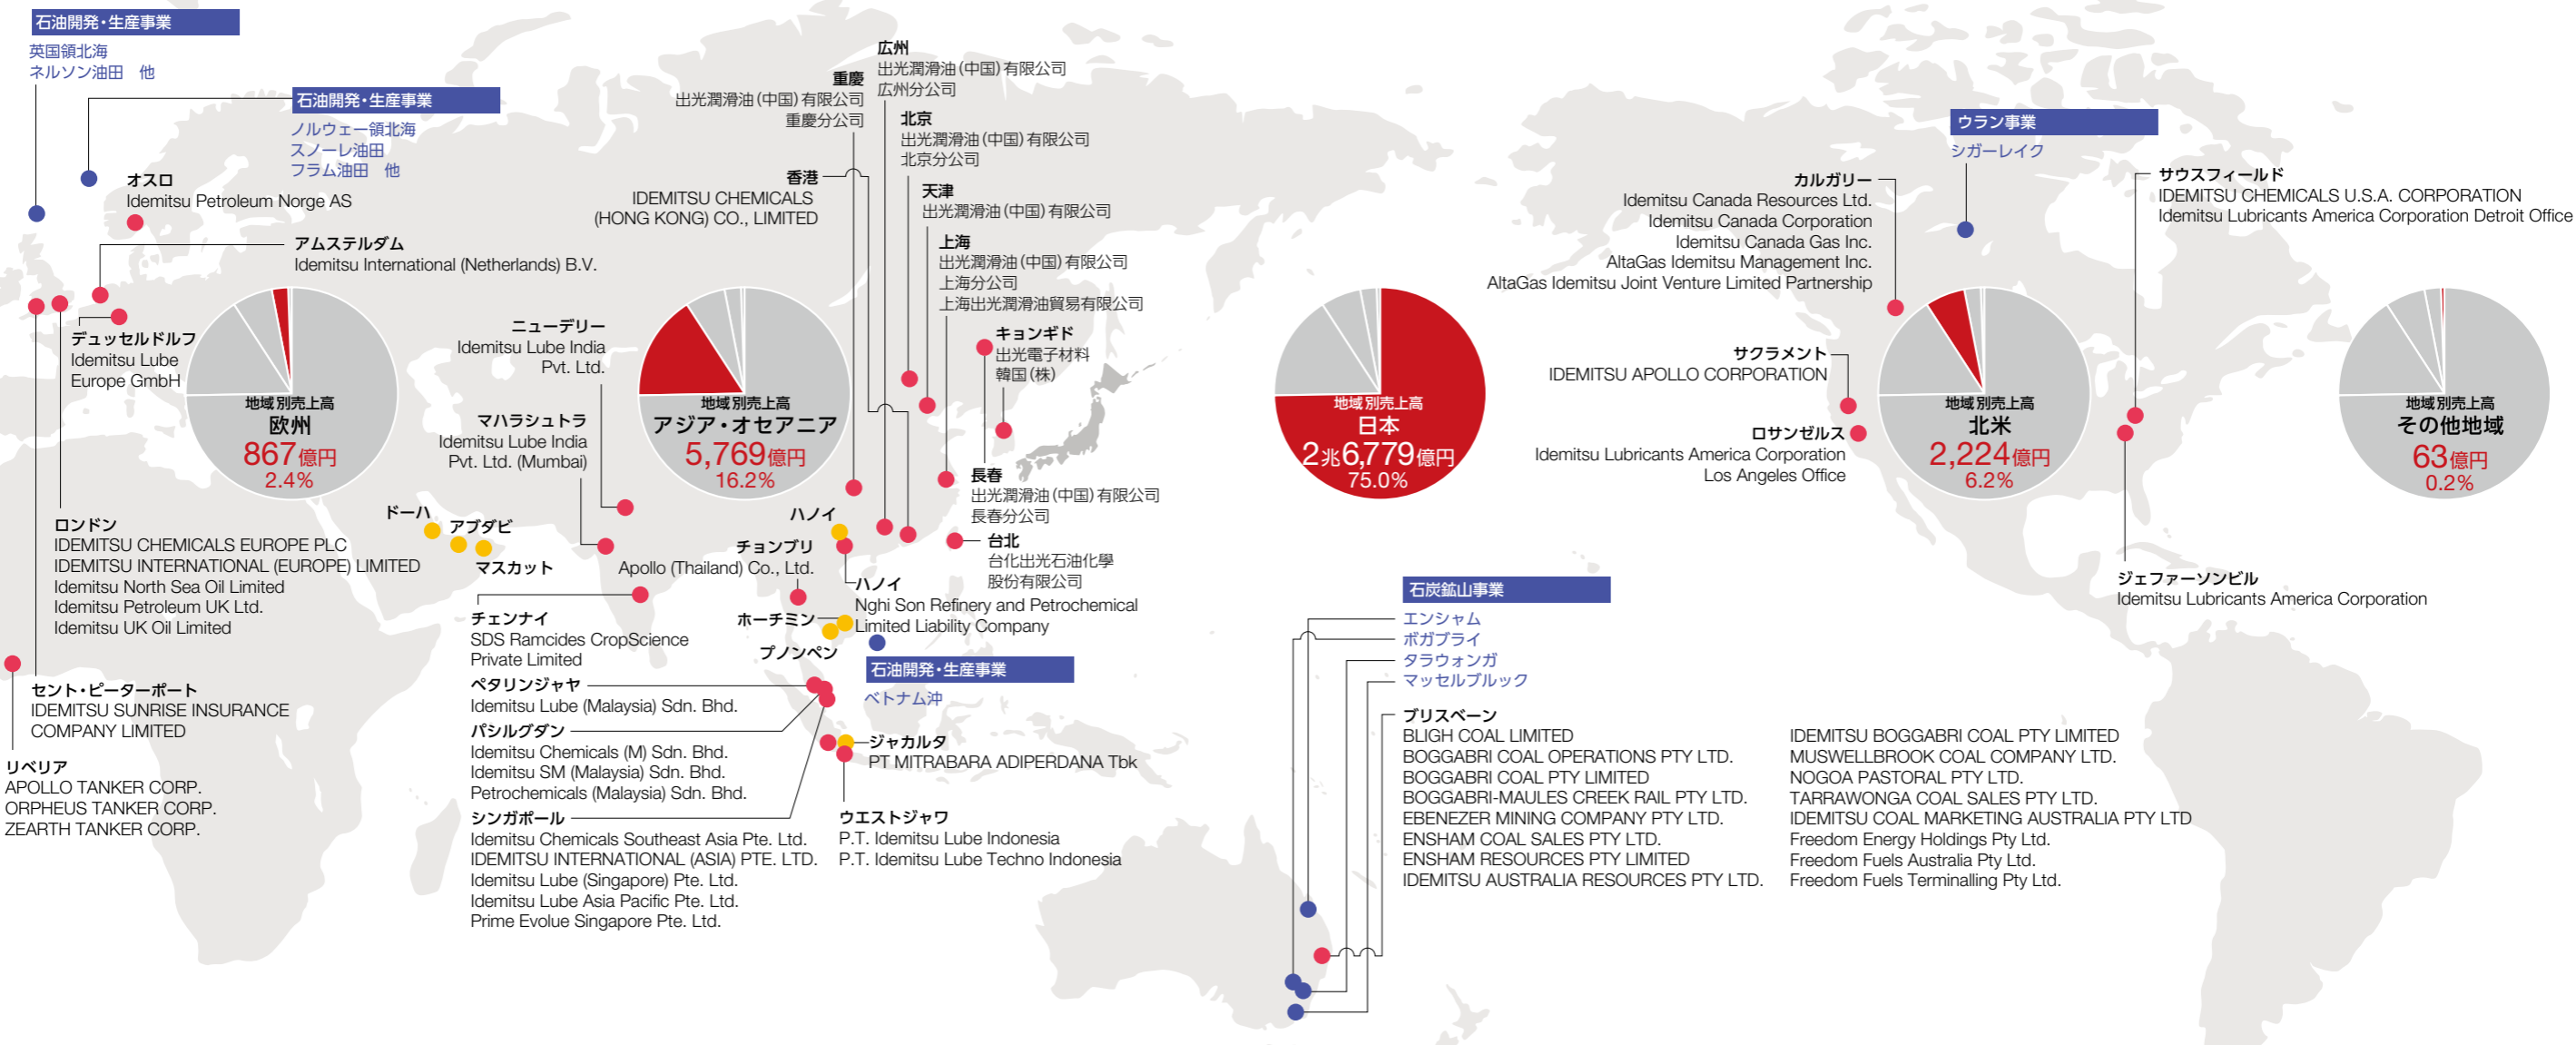 石油開発・生産事業
英国領北海
ネルソン油田　他
石油開発・生産事業
ノルウェー領北海
スノーレ油田
フラム油田　他
オスロ
Idemitsu Petroleum Norge AS
アムステルダム
Idemitsu International (Netherlands) B.V.
デュッセルドルフ
Idemitsu Lube
Europe GmbH
地域別売上高
欧州
867億円
2.4%
ロンドン
IDEMITSU CHEMICALS EUROPE PLC
IDEMITSU INTERNATIONAL (EUROPE) LIMITED
Idemitsu North Sea Oil Limited
Idemitsu Petroleum UK Ltd.
Idemitsu UK Oil Limited
セント・ピーターポート
IDEMITSU SUNRISE INSURANCE
COMPANY LIMITED
リベリア
APOLLO TANKER CORP.
ORPHEUS TANKER CORP.
ZEARTH TANKER CORP.
広州
出光潤滑油(中国)有限公司
広州分公司
重慶
出光潤滑油(中国)有限公司
重慶分公司
北京
出光潤滑油(中国)有限公司
北京分公司
香港
IDEMITSU CHEMICALS
(HONG KONG) CO., LIMITED
天津
出光潤滑油(中国)有限公司
上海
出光潤滑油(中国)有限公司
上海分公司
上海出光潤滑油貿易有限公司
ニューデリー
Idemitsu Lube India
Pvt. Ltd.
キョンギド
出光電子材料
韓国(株)
マハラシュトラ
Idemitsu Lube India
Pvt. Ltd. (Mumbai)
地域別売上高
アジア・オセアニア
5,769億円
16.2%
長春
出光潤滑油(中国)有限公司
長春分公司
ドーハ
アブダビ
マスカット
ハノイ
チョンブリ
Apollo (Thailand) Co., Ltd.
台北
台化出光石油化學
股份有限公司
ハノイ
Nghi Son Refinery and Petrochemical
Limited Liability Company
チェンナイ
SDS Ramcides CropScience
Private Limited
ホーチミン
プノンペン
石油開発・生産事業
ベトナム沖
ペタリンジャヤ
Idemitsu Lube (Malaysia) Sdn. Bhd.
パシルグダン
Idemitsu Chemicals (M) Sdn. Bhd.
Idemitsu SM (Malaysia) Sdn. Bhd.
Petrochemicals (Malaysia) Sdn. Bhd.
シンガポール
Idemitsu Chemicals Southeast Asia Pte. Ltd.
IDEMITSU INTERNATIONAL (ASIA) PTE. LTD.
Idemitsu Lube (Singapore) Pte. Ltd.
Idemitsu Lube Asia Pacific Pte. Ltd.
Prime Evolue Singapore Pte. Ltd.
ジャカルタ
PT MITRABARA ADIPERDANA Tbk
ウエストジャワ
P.T. Idemitsu Lube Indonesia
P.T. Idemitsu Lube Techno Indonesia
地域別売上高
日本
2兆6,779億円
75.0%
ウラン事業
シガーレイク
カルガリー
Idemitsu Canada Resources Ltd.
Idemitsu Canada Corporation
Idemitsu Canada Gas Inc.
AltaGas Idemitsu Management Inc.
AltaGas Idemitsu Joint Venture Limited Partnership
サウスフィールド
IDEMITSU CHEMICALS U.S.A. CORPORATION
Idemitsu Lubricants America Corporation Detroit Office
サクラメント
IDEMITSU APOLLO CORPORATION
ロサンゼルス
Idemitsu Lubricants America Corporation
Los Angeles Office
地域別売上高
北米
2,224億円
6.2%
地域別売上高
その他地域
63億円
0.2%
ジェファーソンビル
Idemitsu Lubricants America Corporation
石炭鉱山事業
エンシャム
ボガブライ
タラウォンガ
マッセルブルック
ブリスベーン
BLIGH COAL LIMITED
BOGGABRI COAL OPERATIONS PTY LTD.
BOGGABRI COAL PTY LIMITED
BOGGABRI-MAULES CREEK RAIL PTY LTD.
EBENEZER MINING COMPANY PTY LTD.
ENSHAM COAL SALES PTY LTD.
ENSHAM RESOURCES PTY LIMITED
IDEMITSU AUSTRALIA RESOURCES PTY LTD.
IDEMITSU BOGGABRI COAL PTY LIMITED
MUSWELLBROOK COAL COMPANY LTD.
NOGOA PASTORAL PTY LTD.
TARRAWONGA COAL SALES PTY LTD.
IDEMITSU COAL MARKETING AUSTRALIA PTY LTD
Freedom Energy Holdings Pty Ltd.
Freedom Fuels Australia Pty Ltd.
Freedom Fuels Terminalling Pty Ltd.